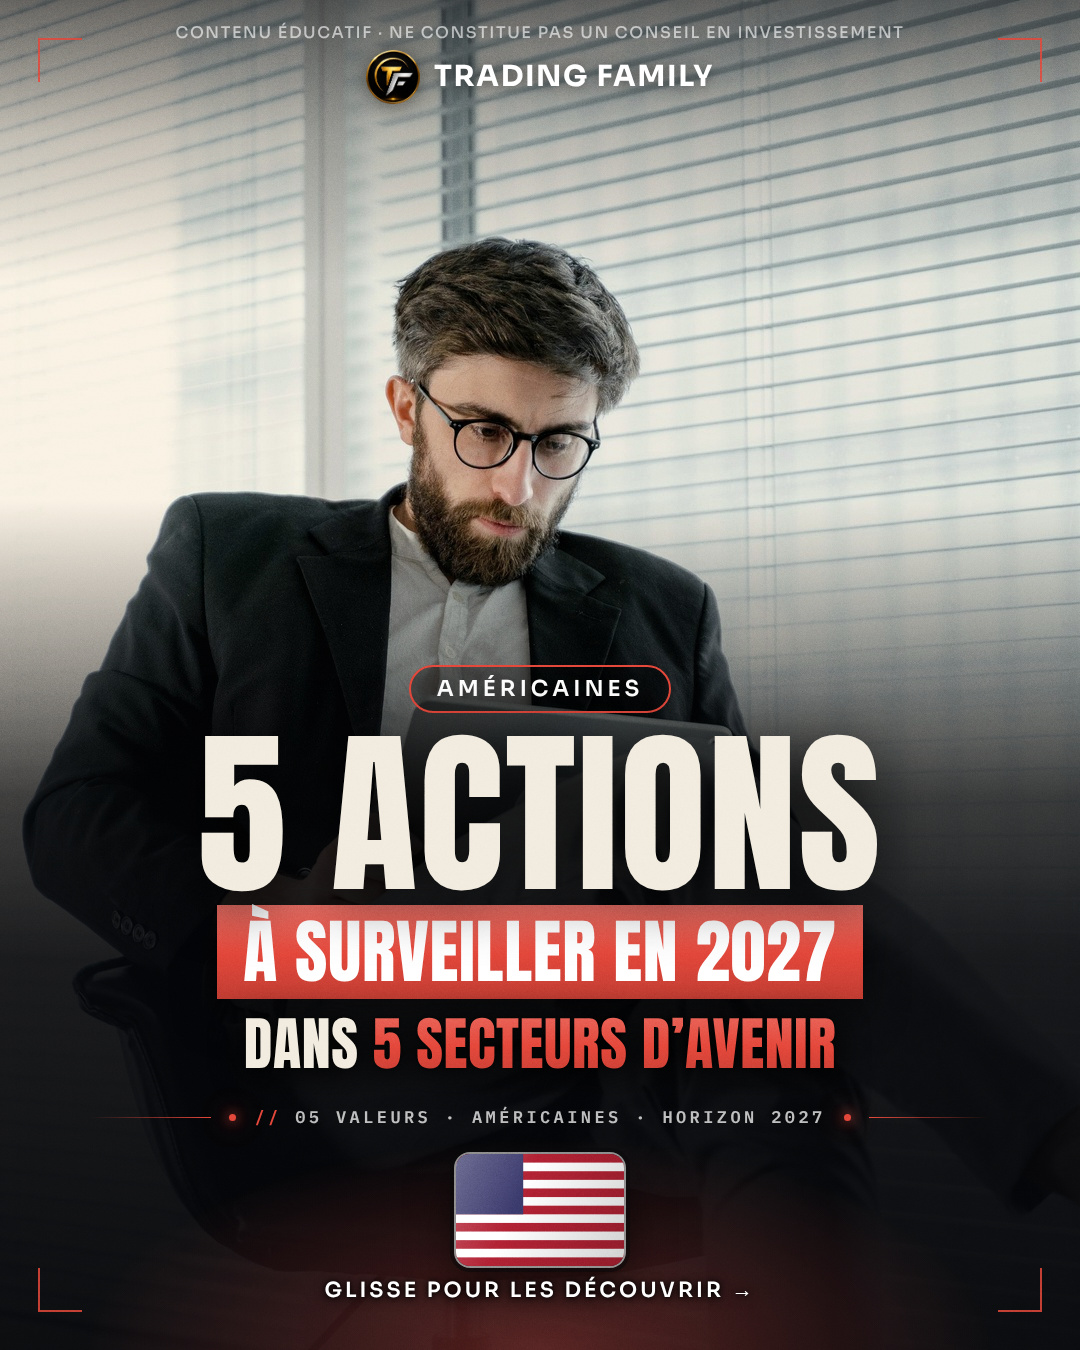 CONTENU ÉDUCATIF · NE CONSTITUE PAS UN CONSEIL EN INVESTISSEMENT
TF TRADING FAMILY
AMÉRICAINES
5 ACTIONS
À SURVEILLER EN 2027
DANS 5 SECTEURS D’AVENIR
// 05 VALEURS · AMÉRICAINES · HORIZON 2027
GLISSE POUR LES DÉCOUVRIR →